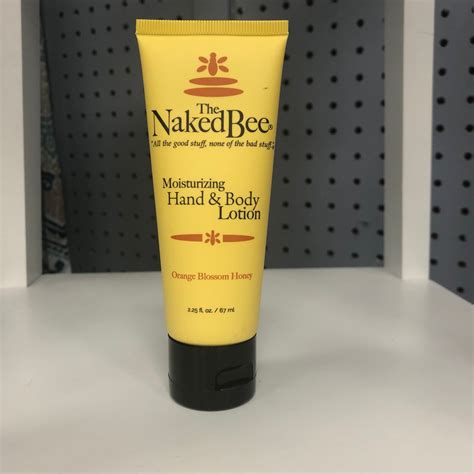 The
NakedBee®
"All the good stuff, none of the bad stuff."
Moisturizing
Hand & Body
Lotion
Orange Blossom Honey
2.25 fl. oz. / 67 ml